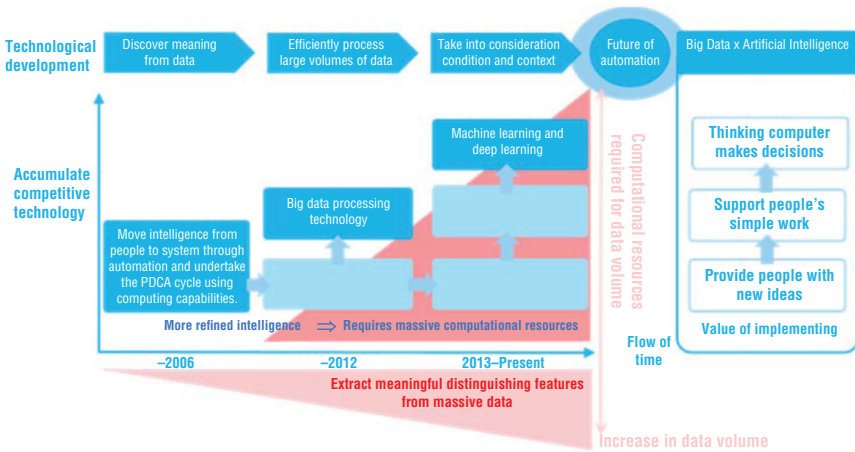 Technological
development
Discover meaning
from data
Efficiently process
large volumes of data
Take into consideration
condition and context
Future of
automation
Big Data x Artificial Intelligence
Accumulate
competitive
technology
Move intelligence from
people to system through
automation and undertake
the PDCA cycle using
computing capabilities.
Big data processing
technology
Machine learning and
deep learning
More refined intelligence ⇒ Requires massive computational resources
–2006
–2012
2013–Present
Flow of
time
Extract meaningful distinguishing features
from massive data
Computational resources
required for data volume
Increase in data volume
Thinking computer
makes decisions
Support people's
simple work
Provide people with
new ideas
Value of implementing